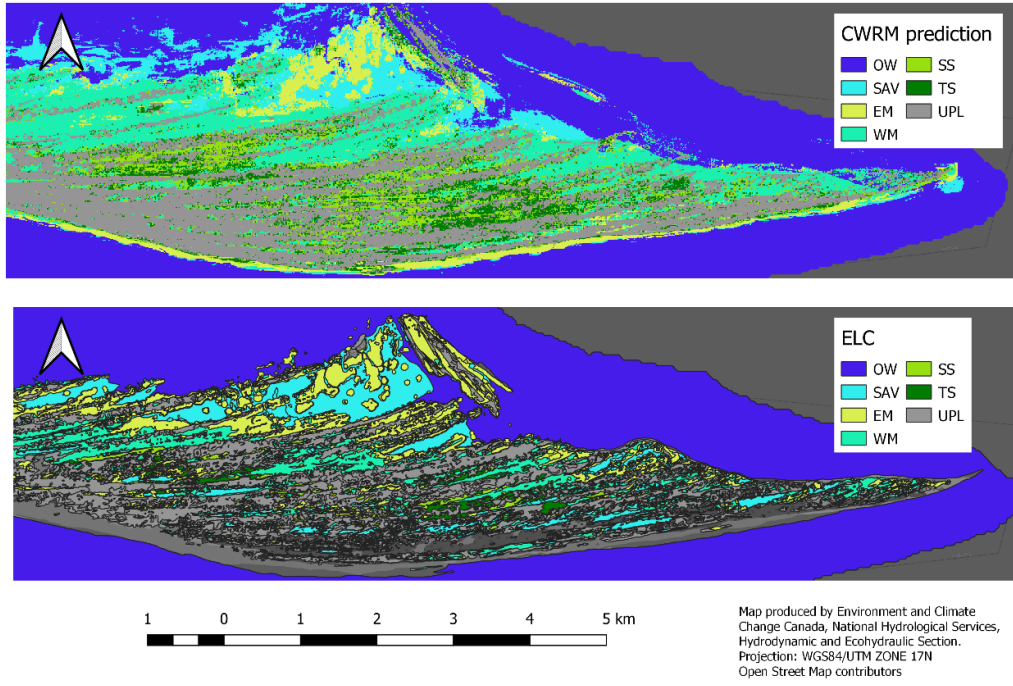 CWRM prediction
OW SS
SAV TS
EM UPL
WM
ELC
OW SS
SAV TS
EM UPL
WM
1 0 1 2 3 4 5 km
Map produced by Environment and Climate
Change Canada, National Hydrological Services,
Hydrodynamic and Ecohydraulic Section.
Projection: WGS84/UTM ZONE 17N
Open Street Map contributors